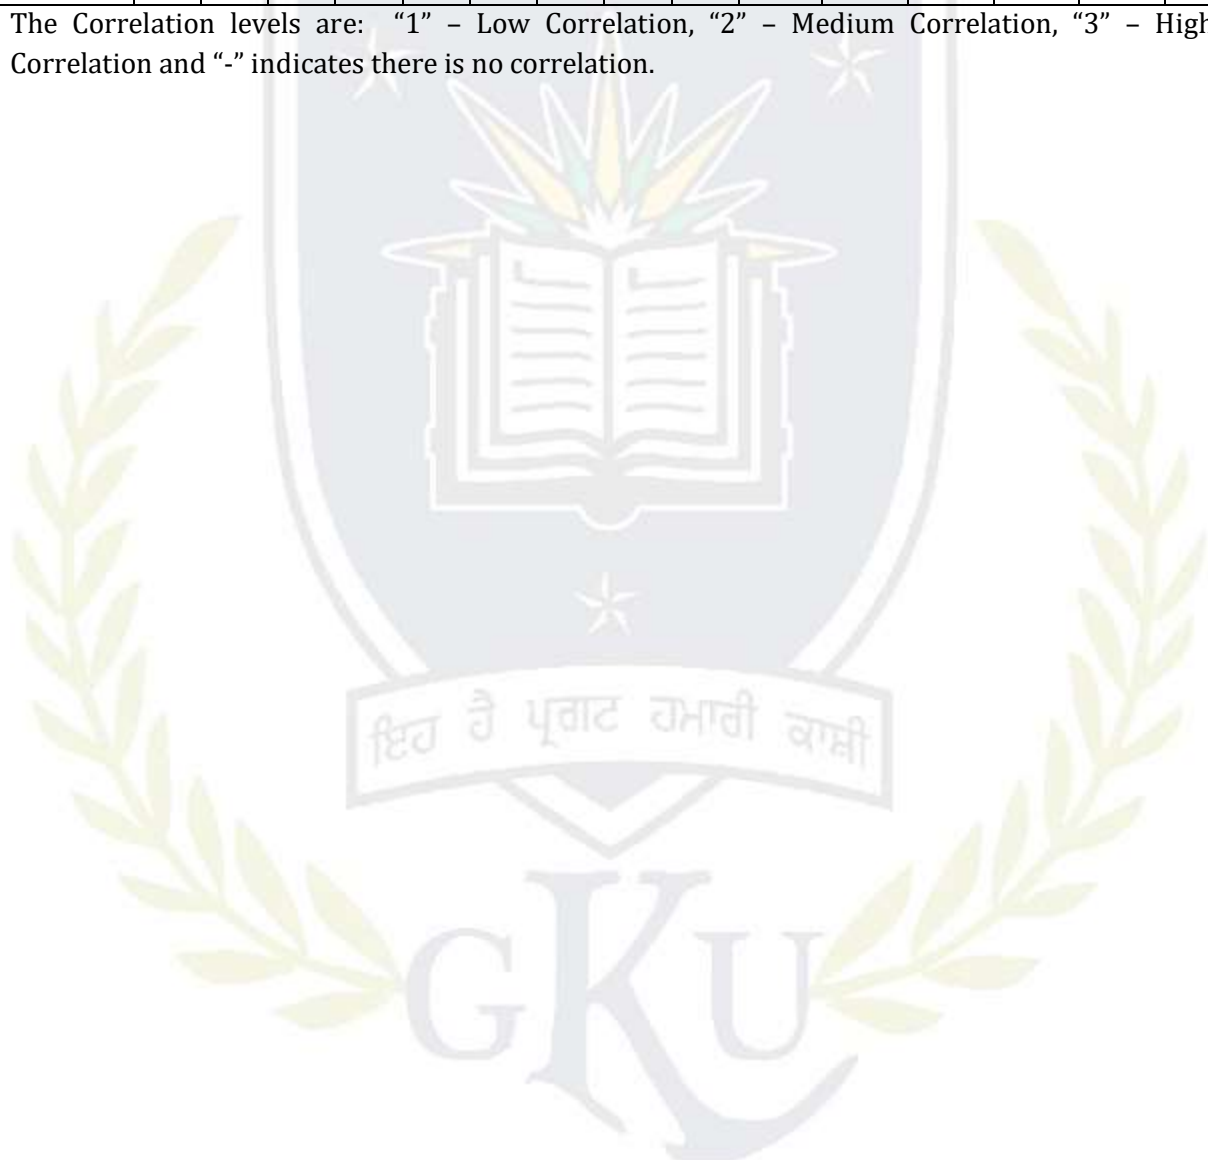 The Correlation levels are: “1” – Low Correlation, “2” – Medium Correlation, “3” – High
Correlation and “-” indicates there is no correlation.
ਇਹ ਹੈ ਪ੍ਰਗਟ ਹਮਾਰੀ ਕਾਸ਼ੀ
GKU